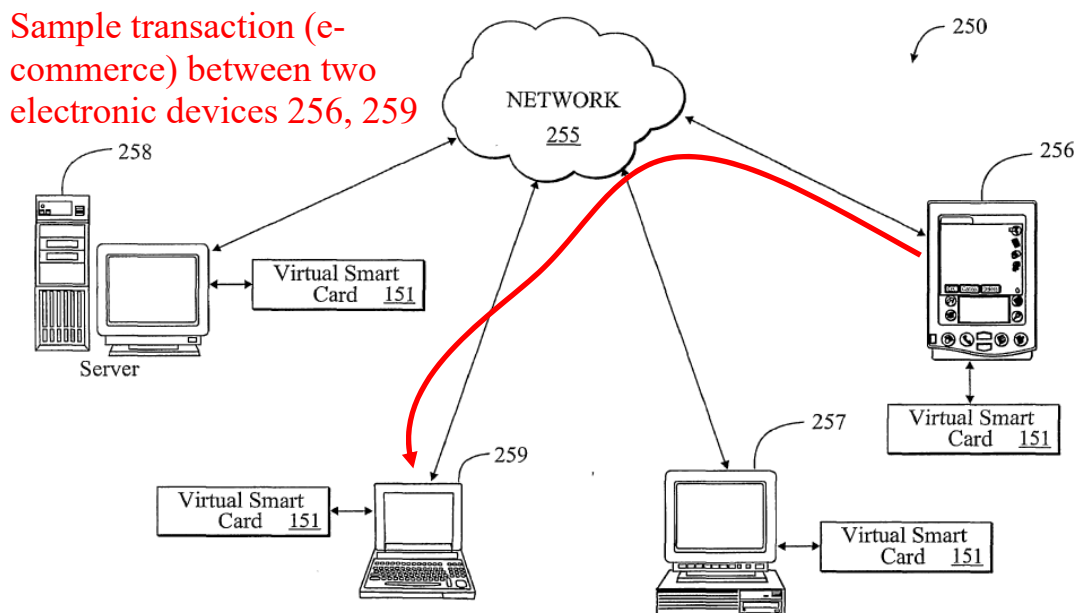 Sample transaction (e-
commerce) between two
electronic devices 256, 259
250
NETWORK
255
258
256
Virtual Smart
Card 151
Server
Virtual Smart
Card 151
257
259
Virtual Smart
Card 151
Virtual Smart
Card 151